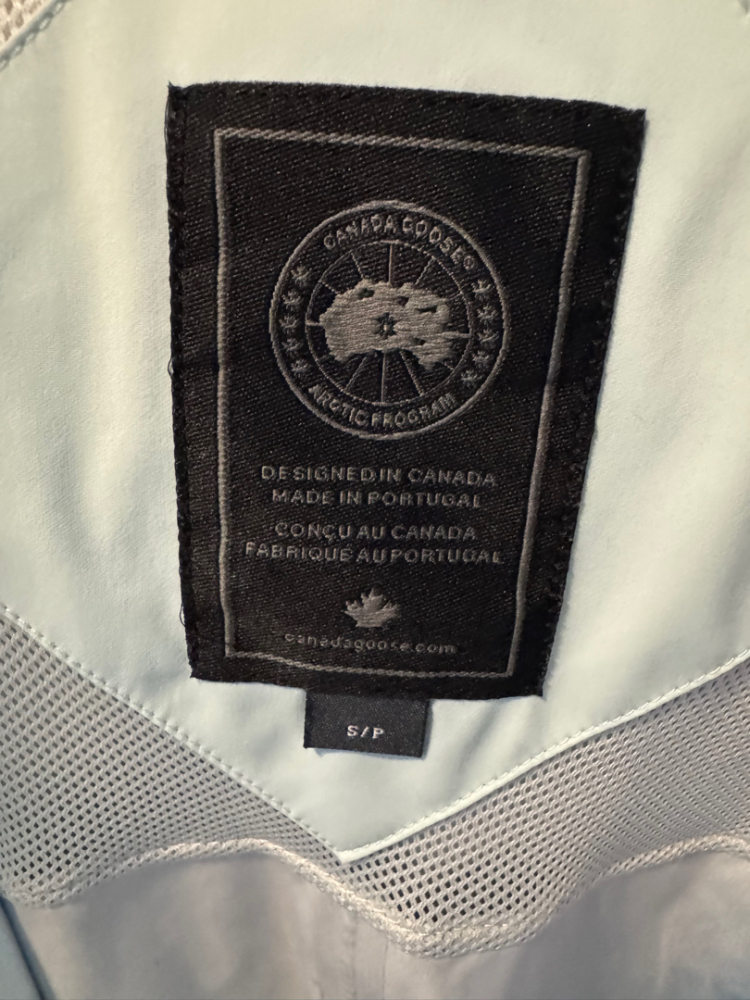 CANADA GOOSE®
ARCTIC PROGRAM
DESIGNED IN CANADA
MADE IN PORTUGAL
CONÇU AU CANADA
FABRIQUÉ AU PORTUGAL
canadagoose.com
S/P